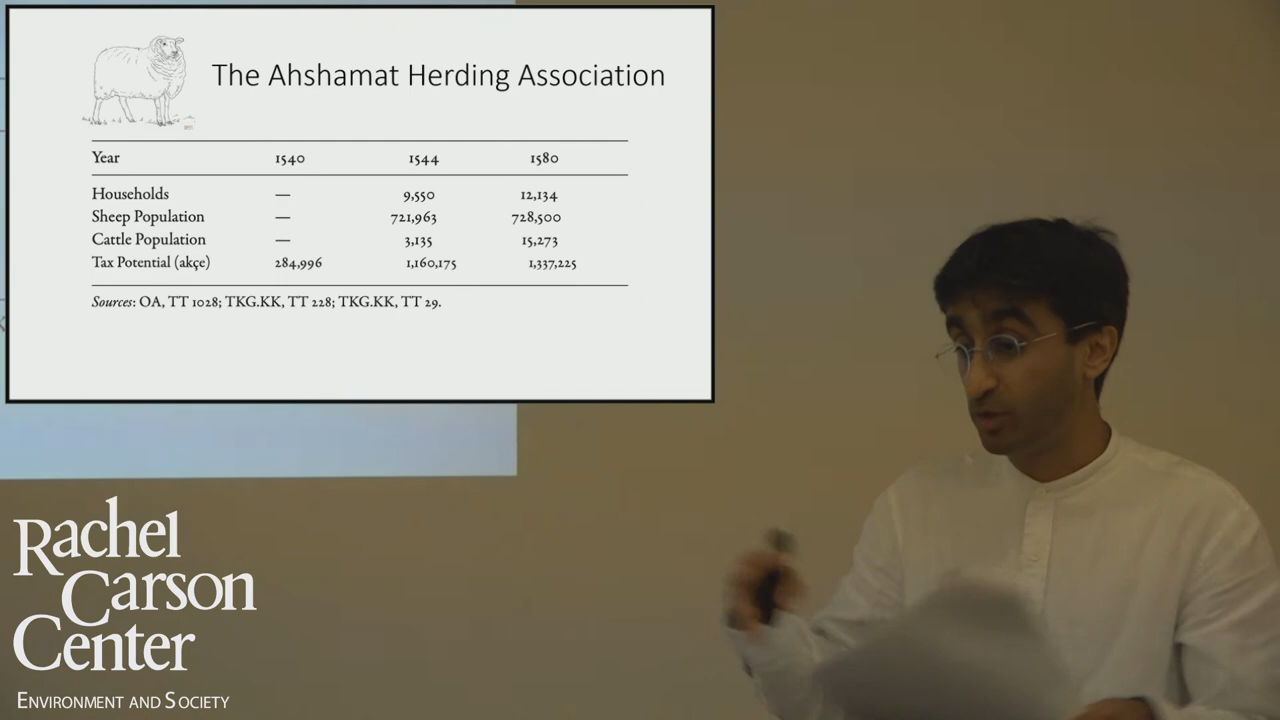 The Ahshamat Herding Association
Year 1540 1544 1580
Households — 9,550 12,134
Sheep Population — 721,963 728,500
Cattle Population — 3,135 15,273
Tax Potential (akçe) 284,996 1,160,175 1,337,225
Sources: OA, TT 1028; TKG.KK, TT 228; TKG.KK, TT 29.
Rachel
Carson
Center
ENVIRONMENT AND SOCIETY